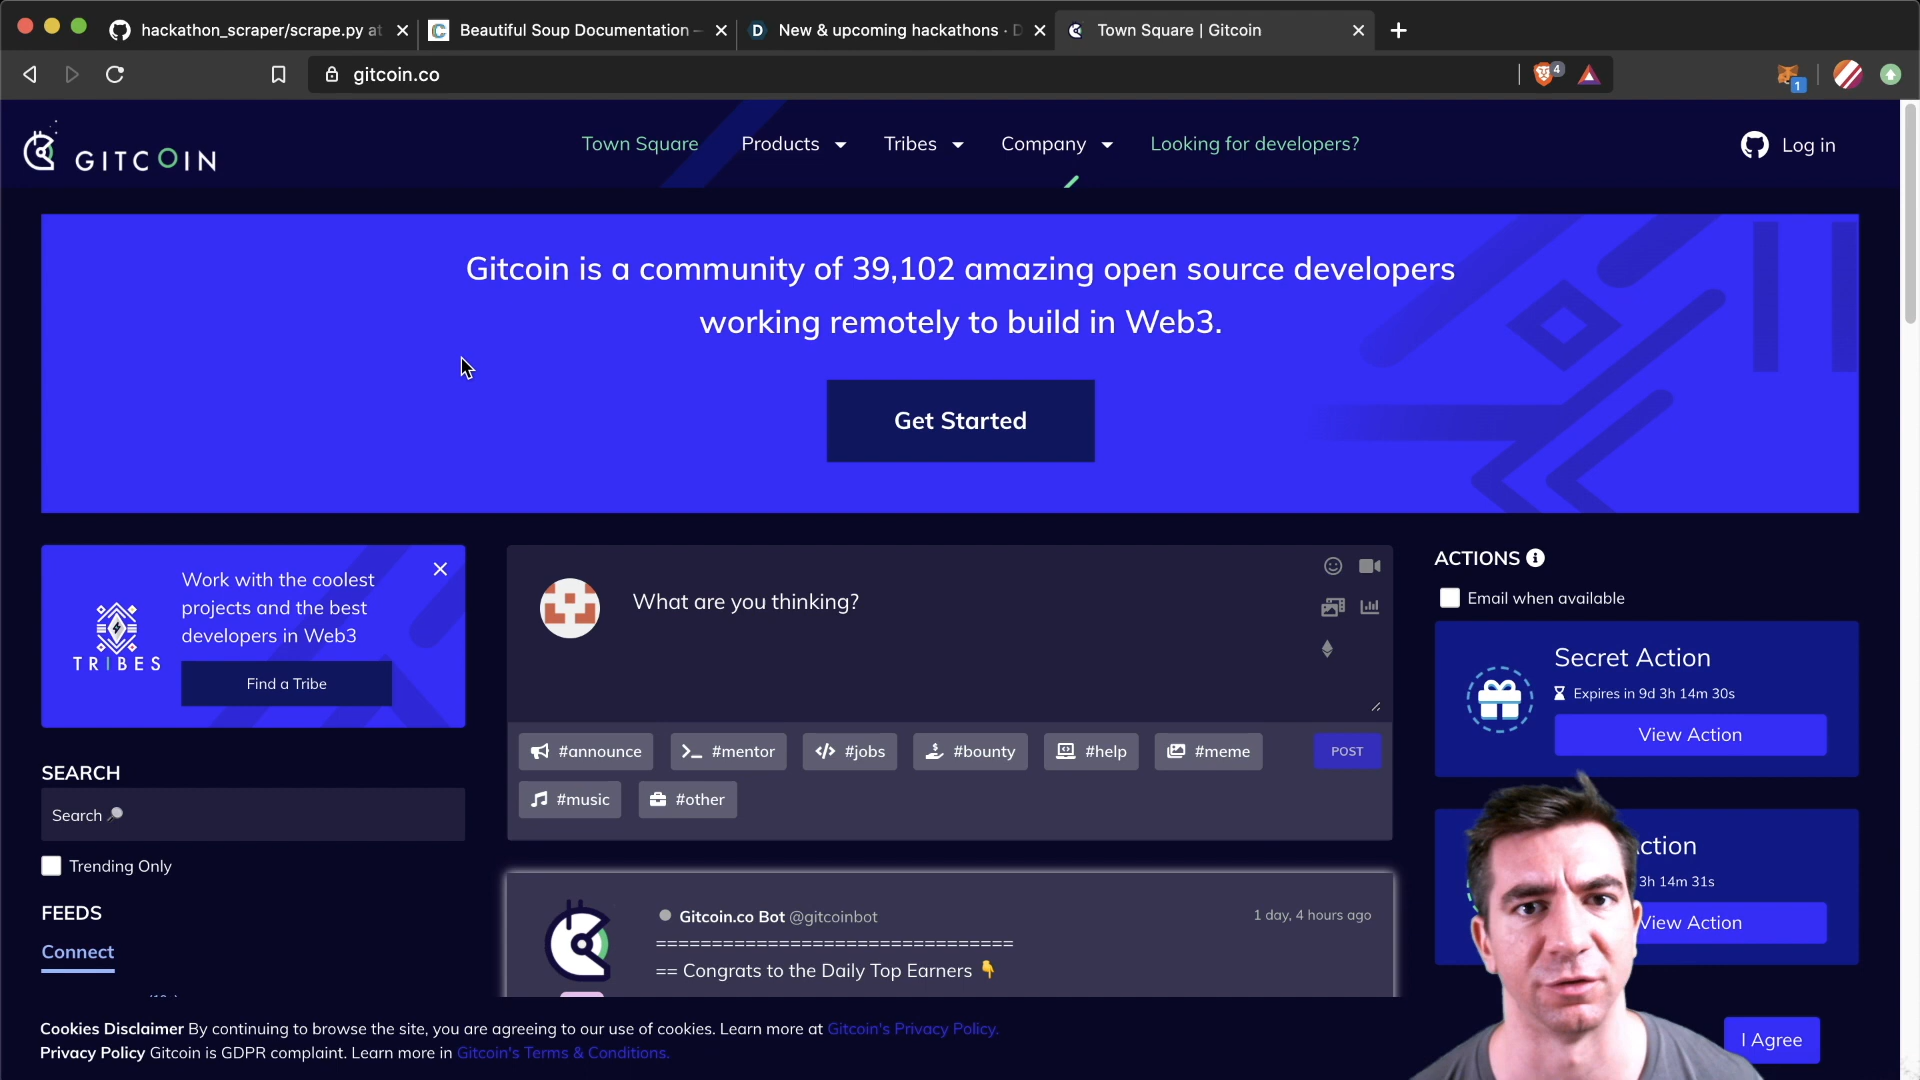 hackathon_scraper/scrape.py at
Beautiful Soup Documentation –
D New & upcoming hackathons · D
Town Square | Gitcoin
gitcoin.co
4
1
GITCOIN
Town Square
Products
Tribes
Company
Looking for developers?
Log in
Gitcoin is a community of 39,102 amazing open source developers
working remotely to build in Web3.
Get Started
Work with the coolest
projects and the best
developers in Web3
TRIBES
Find a Tribe
SEARCH
Search
Trending Only
FEEDS
Connect
What are you thinking?
#announce
#mentor
#jobs
#bounty
#help
#meme
POST
#music
#other
Gitcoin.co Bot @gitcoinbot
1 day, 4 hours ago
================================
== Congrats to the Daily Top Earners 👇
ACTIONS
Email when available
Secret Action
Expires in 9d 3h 14m 30s
View Action
ction
3h 14m 31s
View Action
Cookies Disclaimer By continuing to browse the site, you are agreeing to our use of cookies. Learn more at Gitcoin's Privacy Policy.
Privacy Policy Gitcoin is GDPR complaint. Learn more in Gitcoin's Terms & Conditions.
I Agree